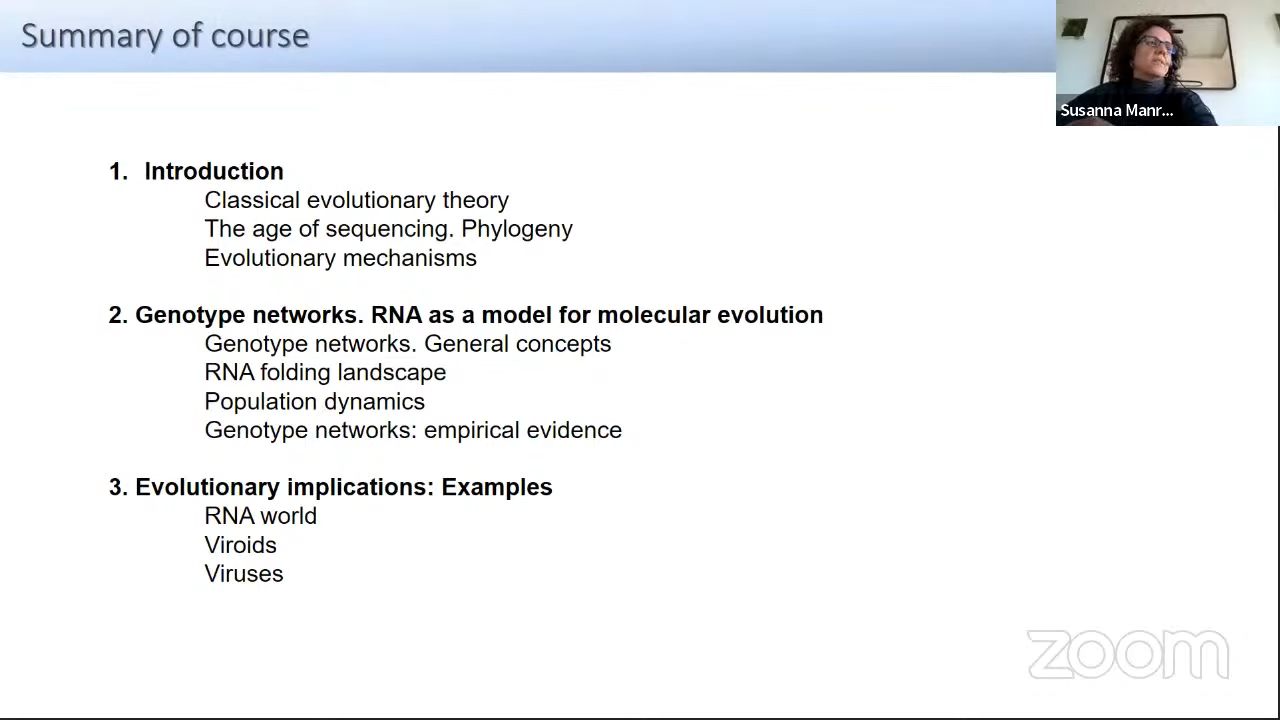 Summary of course
Susanna Manr...
1. Introduction
Classical evolutionary theory
The age of sequencing. Phylogeny
Evolutionary mechanisms
2. Genotype networks. RNA as a model for molecular evolution
Genotype networks. General concepts
RNA folding landscape
Population dynamics
Genotype networks: empirical evidence
3. Evolutionary implications: Examples
RNA world
Viroids
Viruses
zoom